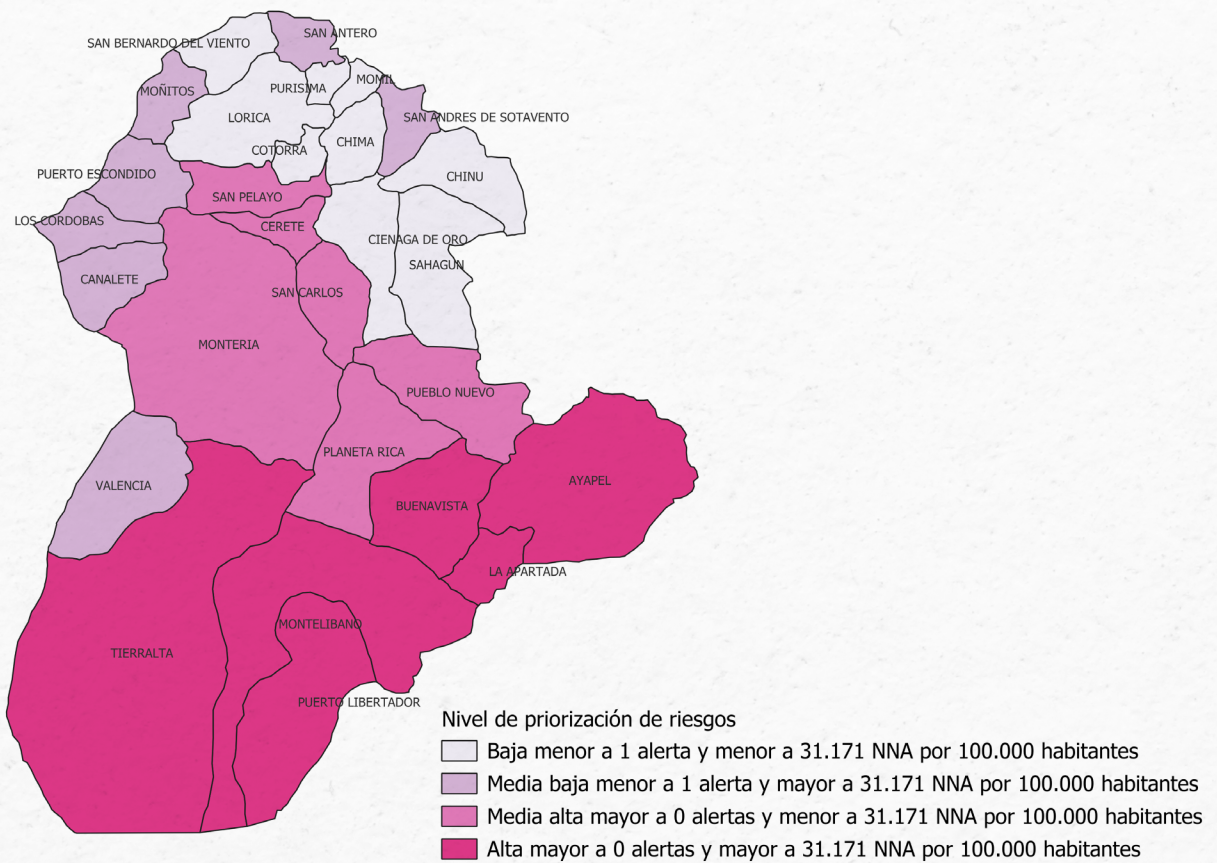 SAN ANTERO
SAN BERNARDO DEL VIENTO
MOMIL
PURISIMA
MOÑITOS
LORICA
SAN ANDRES DE SOTAVENTO
CHIMA
COTORRA
PUERTO ESCONDIDO
CHINU
SAN PELAYO
LOS CORDOBAS
CERETE
CIENAGA DE ORO
SAHAGUN
CANALETE
SAN CARLOS
MONTERIA
PUEBLO NUEVO
PLANETA RICA
AYAPEL
VALENCIA
BUENAVISTA
LA APARTADA
MONTELIBANO
TIERRALTA
PUERTO LIBERTADOR
Nivel de priorización de riesgos
Baja menor a 1 alerta y menor a 31.171 NNA por 100.000 habitantes
Media baja menor a 1 alerta y mayor a 31.171 NNA por 100.000 habitantes
Media alta mayor a 0 alertas y menor a 31.171 NNA por 100.000 habitantes
Alta mayor a 0 alertas y mayor a 31.171 NNA por 100.000 habitantes